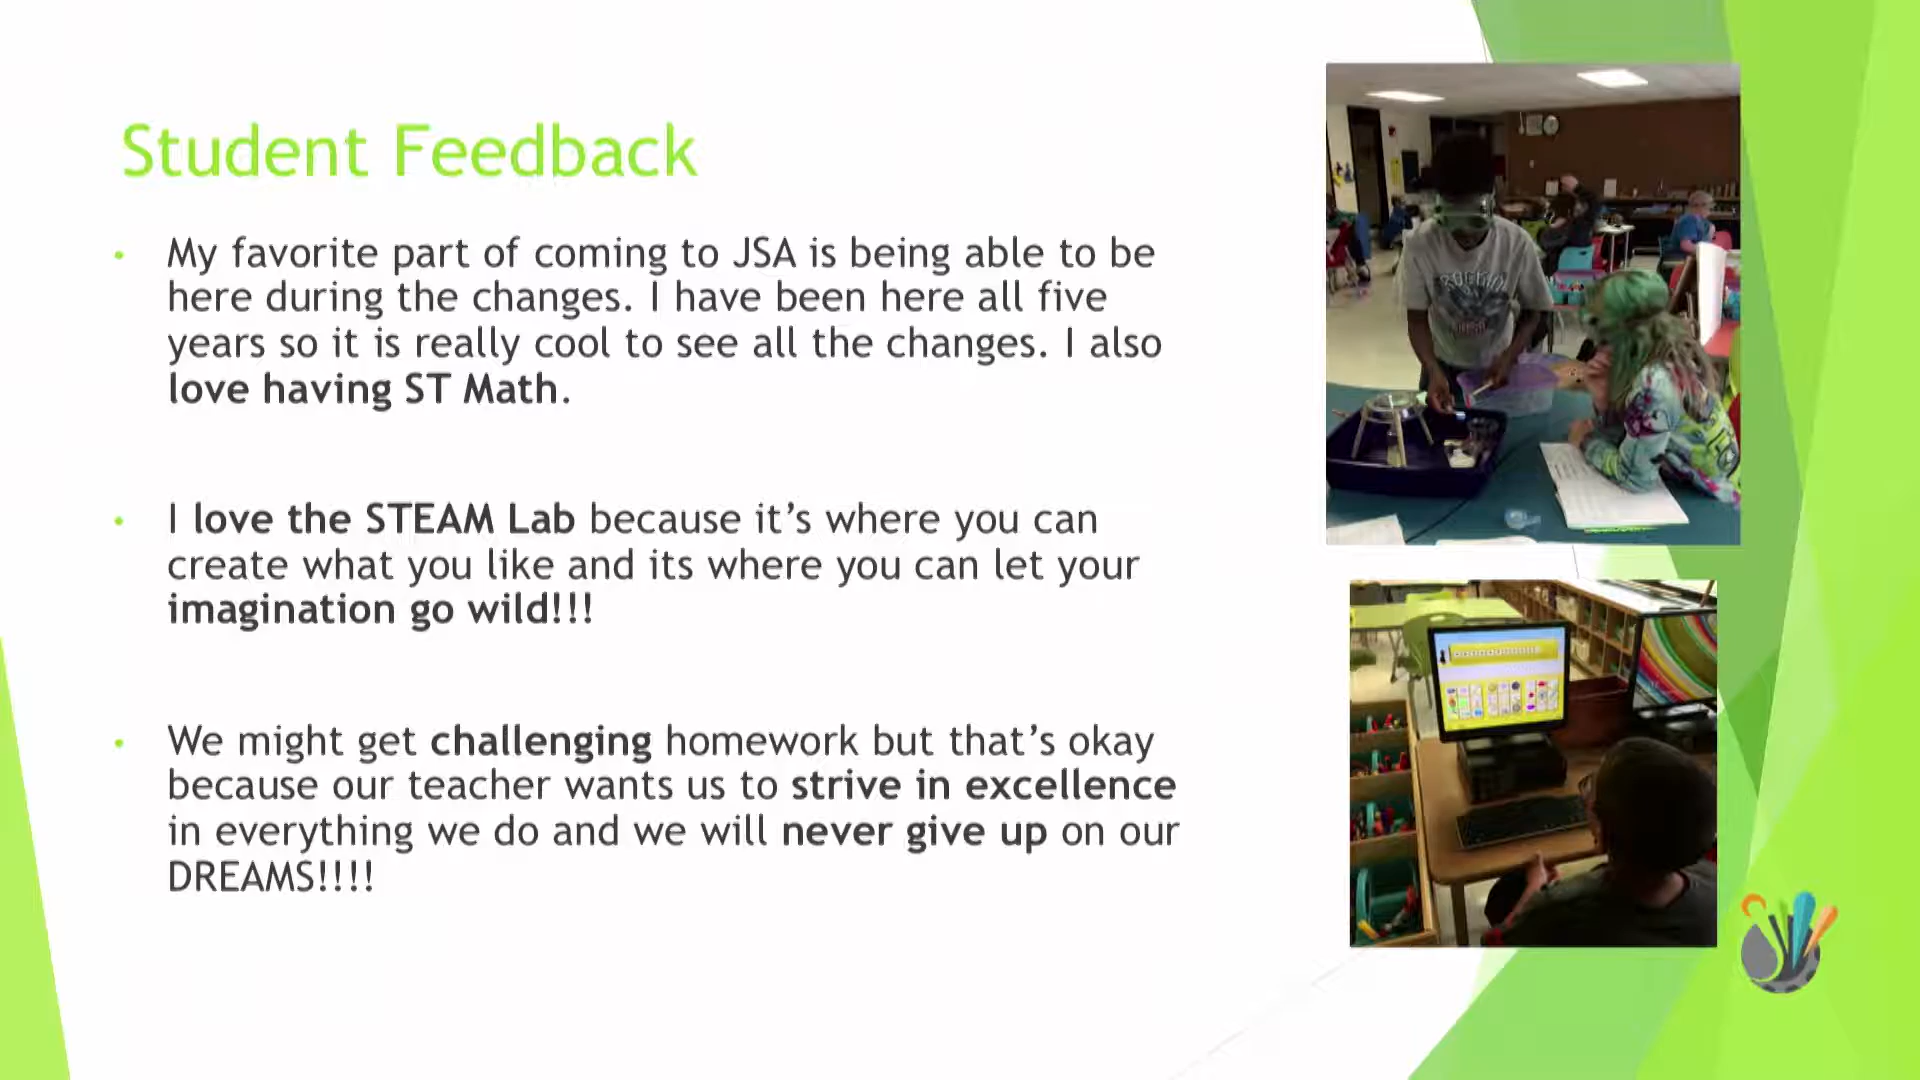 Student Feedback
• My favorite part of coming to JSA is being able to be
here during the changes. I have been here all five
years so it is really cool to see all the changes. I also
love having ST Math.
• I love the STEAM Lab because it’s where you can
create what you like and its where you can let your
imagination go wild!!!
• We might get challenging homework but that’s okay
because our teacher wants us to strive in excellence
in everything we do and we will never give up on our
DREAMS!!!!